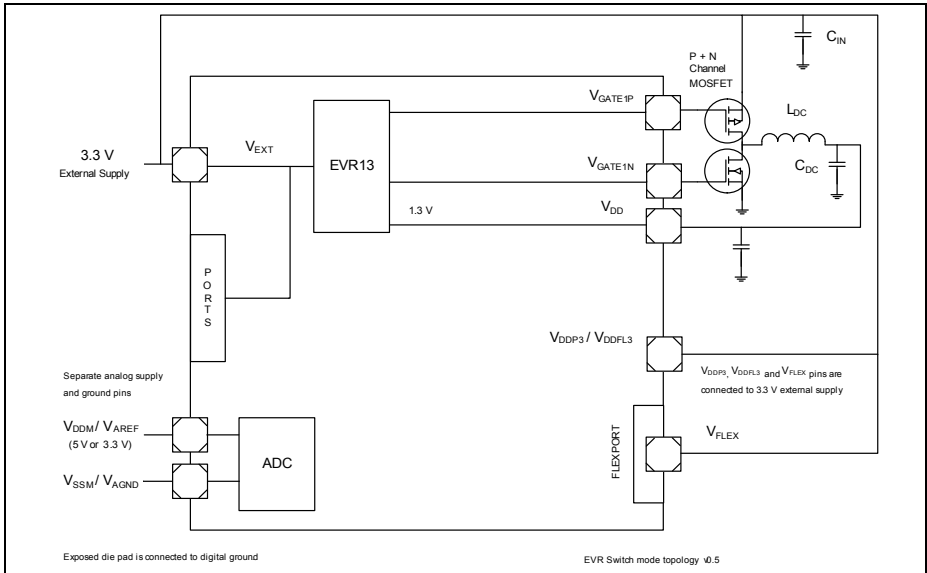 P + N
Channel
MOSFET
CIN
VGATE1P
LDC
VEXT
3.3 V
External Supply
EVR13
VGATE1N
CDC
1.3 V
VDD
PORTS
VDDP3 / VDDFL3
VDDP3, VDDFL3 and VFLEX pins are
connected to 3.3 V external supply
Separate analog supply
and ground pins
VDDM/ VAREF
(5 V or 3.3 V)
ADC
VSSM/ VAGND
FLEXPORT
VFLEX
Exposed die pad is connected to digital ground
EVR Switch mode topology v0.5